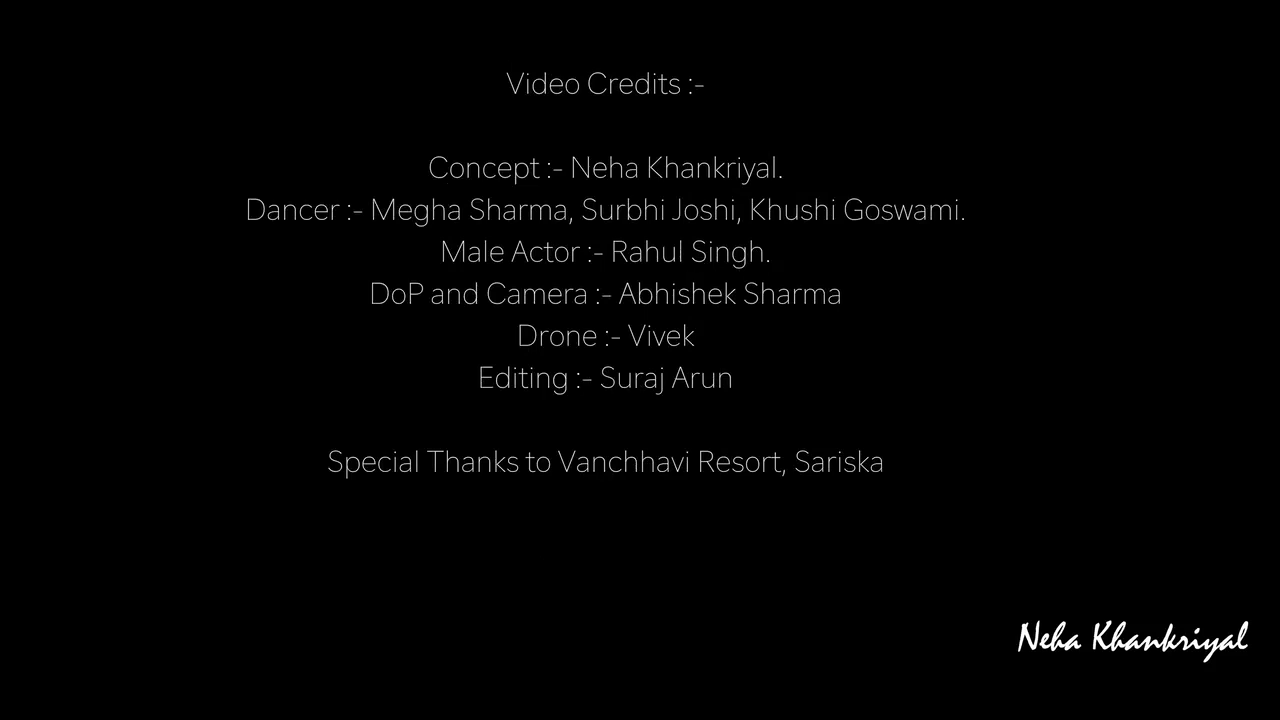 Video Credits :-
Concept :- Neha Khankriyal.
Dancer :- Megha Sharma, Surbhi Joshi, Khushi Goswami.
Male Actor :- Rahul Singh.
DoP and Camera :- Abhishek Sharma
Drone :- Vivek
Editing :- Suraj Arun
Special Thanks to Vanchhavi Resort, Sariska
Neha Khankriyal